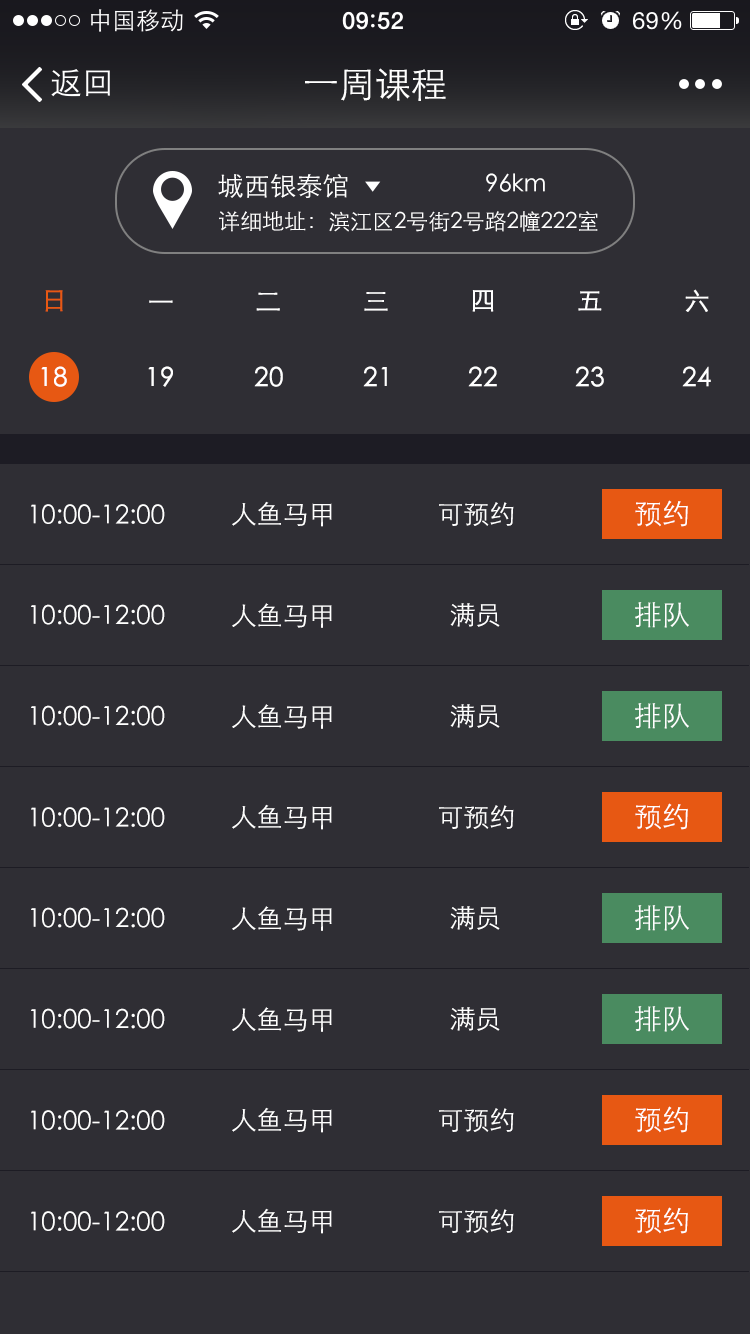 中国移动 09:52 69%
返回 一周课程
城西银泰馆 96km
详细地址：滨江区2号街2号路2幢222室
日 一 二 三 四 五 六
18 19 20 21 22 23 24
10:00-12:00 人鱼马甲 可预约 预约
10:00-12:00 人鱼马甲 满员 排队
10:00-12:00 人鱼马甲 满员 排队
10:00-12:00 人鱼马甲 可预约 预约
10:00-12:00 人鱼马甲 满员 排队
10:00-12:00 人鱼马甲 满员 排队
10:00-12:00 人鱼马甲 可预约 预约
10:00-12:00 人鱼马甲 可预约 预约